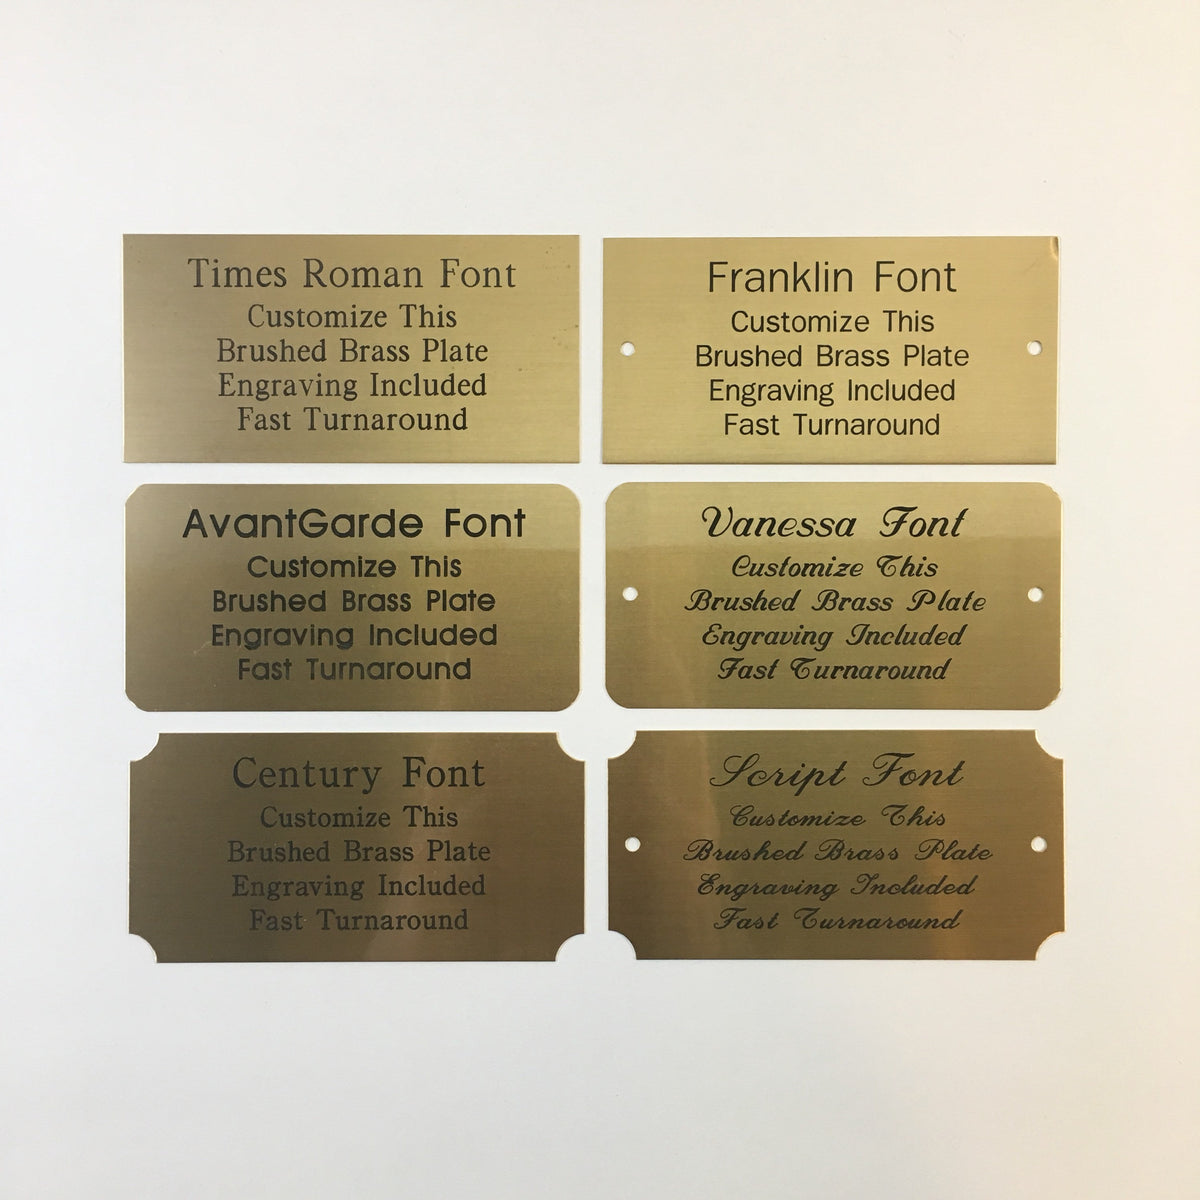 Times Roman Font
Customize This
Brushed Brass Plate
Engraving Included
Fast Turnaround
Franklin Font
Customize This
Brushed Brass Plate
Engraving Included
Fast Turnaround
AvantGarde Font
Customize This
Brushed Brass Plate
Engraving Included
Fast Turnaround
Vanessa Font
Customize This
Brushed Brass Plate
Engraving Included
Fast Turnaround
Century Font
Customize This
Brushed Brass Plate
Engraving Included
Fast Turnaround
Script Font
Customize This
Brushed Brass Plate
Engraving Included
Fast Turnaround